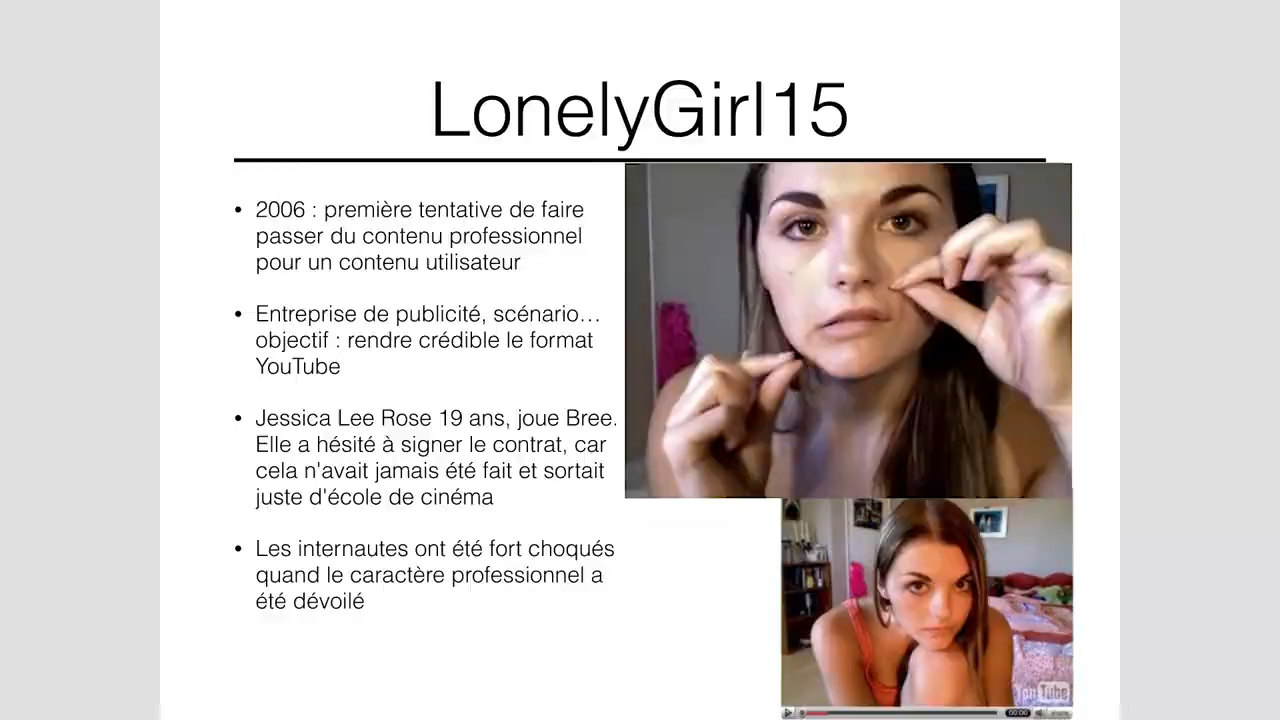 LonelyGirl15
• 2006 : première tentative de faire
passer du contenu professionnel
pour un contenu utilisateur
• Entreprise de publicité, scénario…
objectif : rendre crédible le format
YouTube
• Jessica Lee Rose 19 ans, joue Bree.
Elle a hésité à signer le contrat, car
cela n'avait jamais été fait et sortait
juste d'école de cinéma
• Les internautes ont été fort choqués
quand le caractère professionnel a
été dévoilé
YouTube
00:00